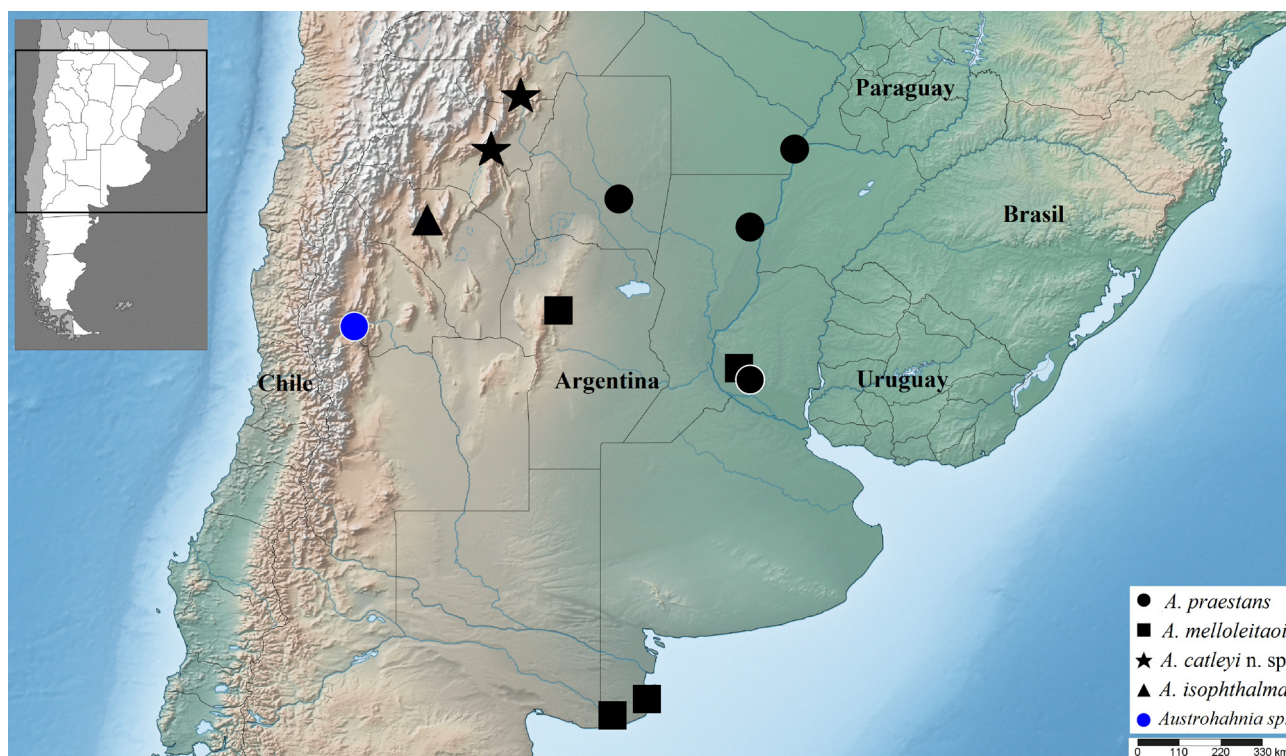 Paraguay
Brasil
Chile
Argentina
Uruguay
A. praestans
A. melloleitaoi
A. catleyi n. sp
A. isophthalma
Austrohahnia sp.
0 110 220 330 km